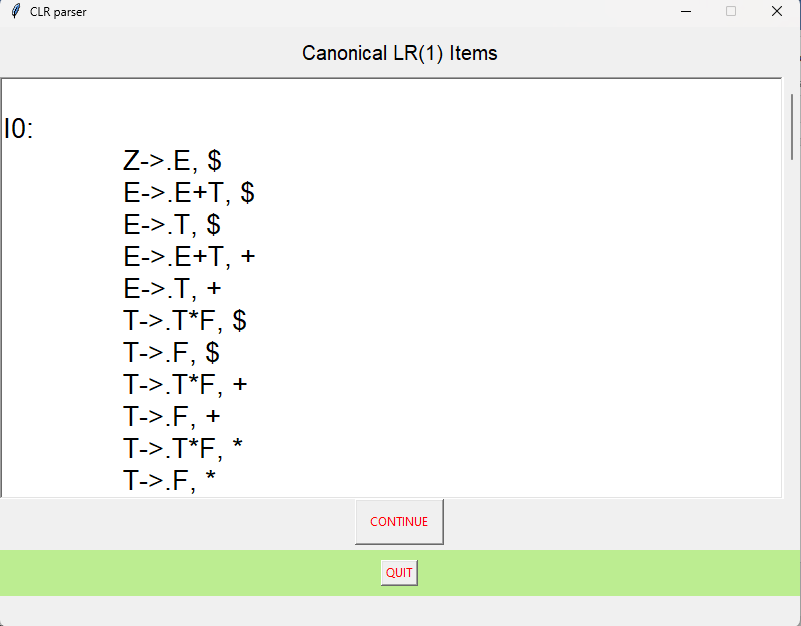 CLR parser
Canonical LR(1) Items
I0:
Z->.E, $
E->.E+T, $
E->.T, $
E->.E+T, +
E->.T, +
T->.T*F, $
T->.F, $
T->.T*F, +
T->.F, +
T->.T*F, *
T->.F, *
CONTINUE
QUIT